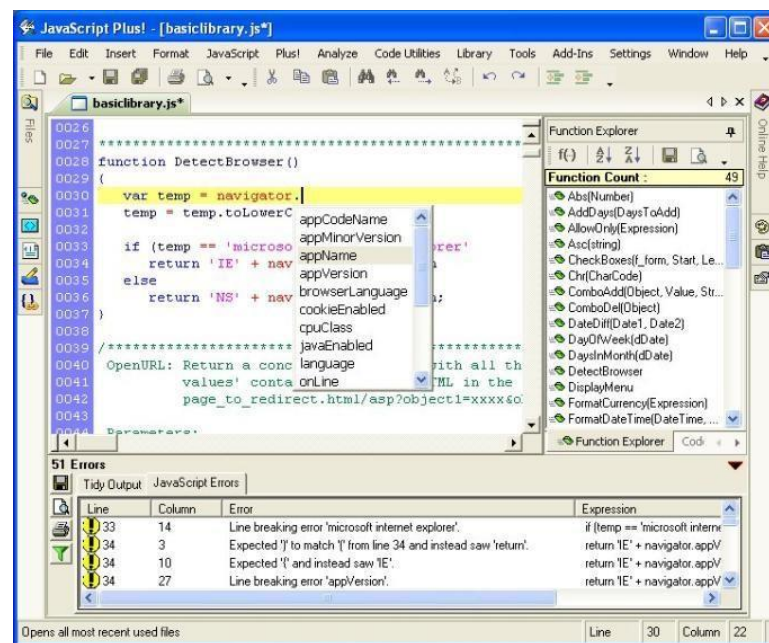 JavaScript Plus! - [basiclibrary.js*]
File Edit Insert Format JavaScript Plus! Analyze Code Utilities Library Tools Add-Ins Settings Window Help
basiclibrary.js*
Files
Online Help
0026
0027 ****************************************************
0028 function DetectBrowser()
0029 (
0030 var temp = navigator.
0031 temp = temp.toLowerC
0032
0033 if (temp == 'microso rer'
0034 return 'IE' + nav
0035 else
0036 return 'NS' + nav n;
0037 )
0038
0039 /***************************************************
0040 OpenURL: Return a conc with all th
0041 values' conta TML in the
0042 page_to_redirect.html/asp?object1=xxxx&o
0043
0044 Parameters:
appCodeName
appMinorVersion
appName
appVersion
browserLanguage
cookieEnabled
cpuClass
javaEnabled
language
onLine
Function Explorer
f(·)
Function Count : 49
Abs(Number)
AddDays(DaysToAdd)
AllowOnly(Expression)
Asc(string)
CheckBoxes(f_form, Start, Le...
Chr(CharCode)
ComboAdd(Object, Value, Str...
ComboDel(Object)
DateDiff(Date1, Date2)
DayOfWeek(dDate)
DaysInMonth(dDate)
DetectBrowser
DisplayMenu
FormatCurrency(Expression)
FormatDateTime(DateTime, ...
Function Explorer Cod
51 Errors
Tidy Output JavaScript Errors
Line Column Error Expression
33 14 Line breaking error 'microsoft internet explorer'. if (temp == 'microsoft interne
34 3 Expected ')' to match '(' from line 34 and instead saw 'return'. return 'IE' + navigator.appV
34 10 Expected '{' and instead saw 'IE'. return 'IE' + navigator.appV
34 27 Line breaking error 'appVersion'. return 'IE' + navigator.appV
Opens all most recent used files Line 30 Column 22